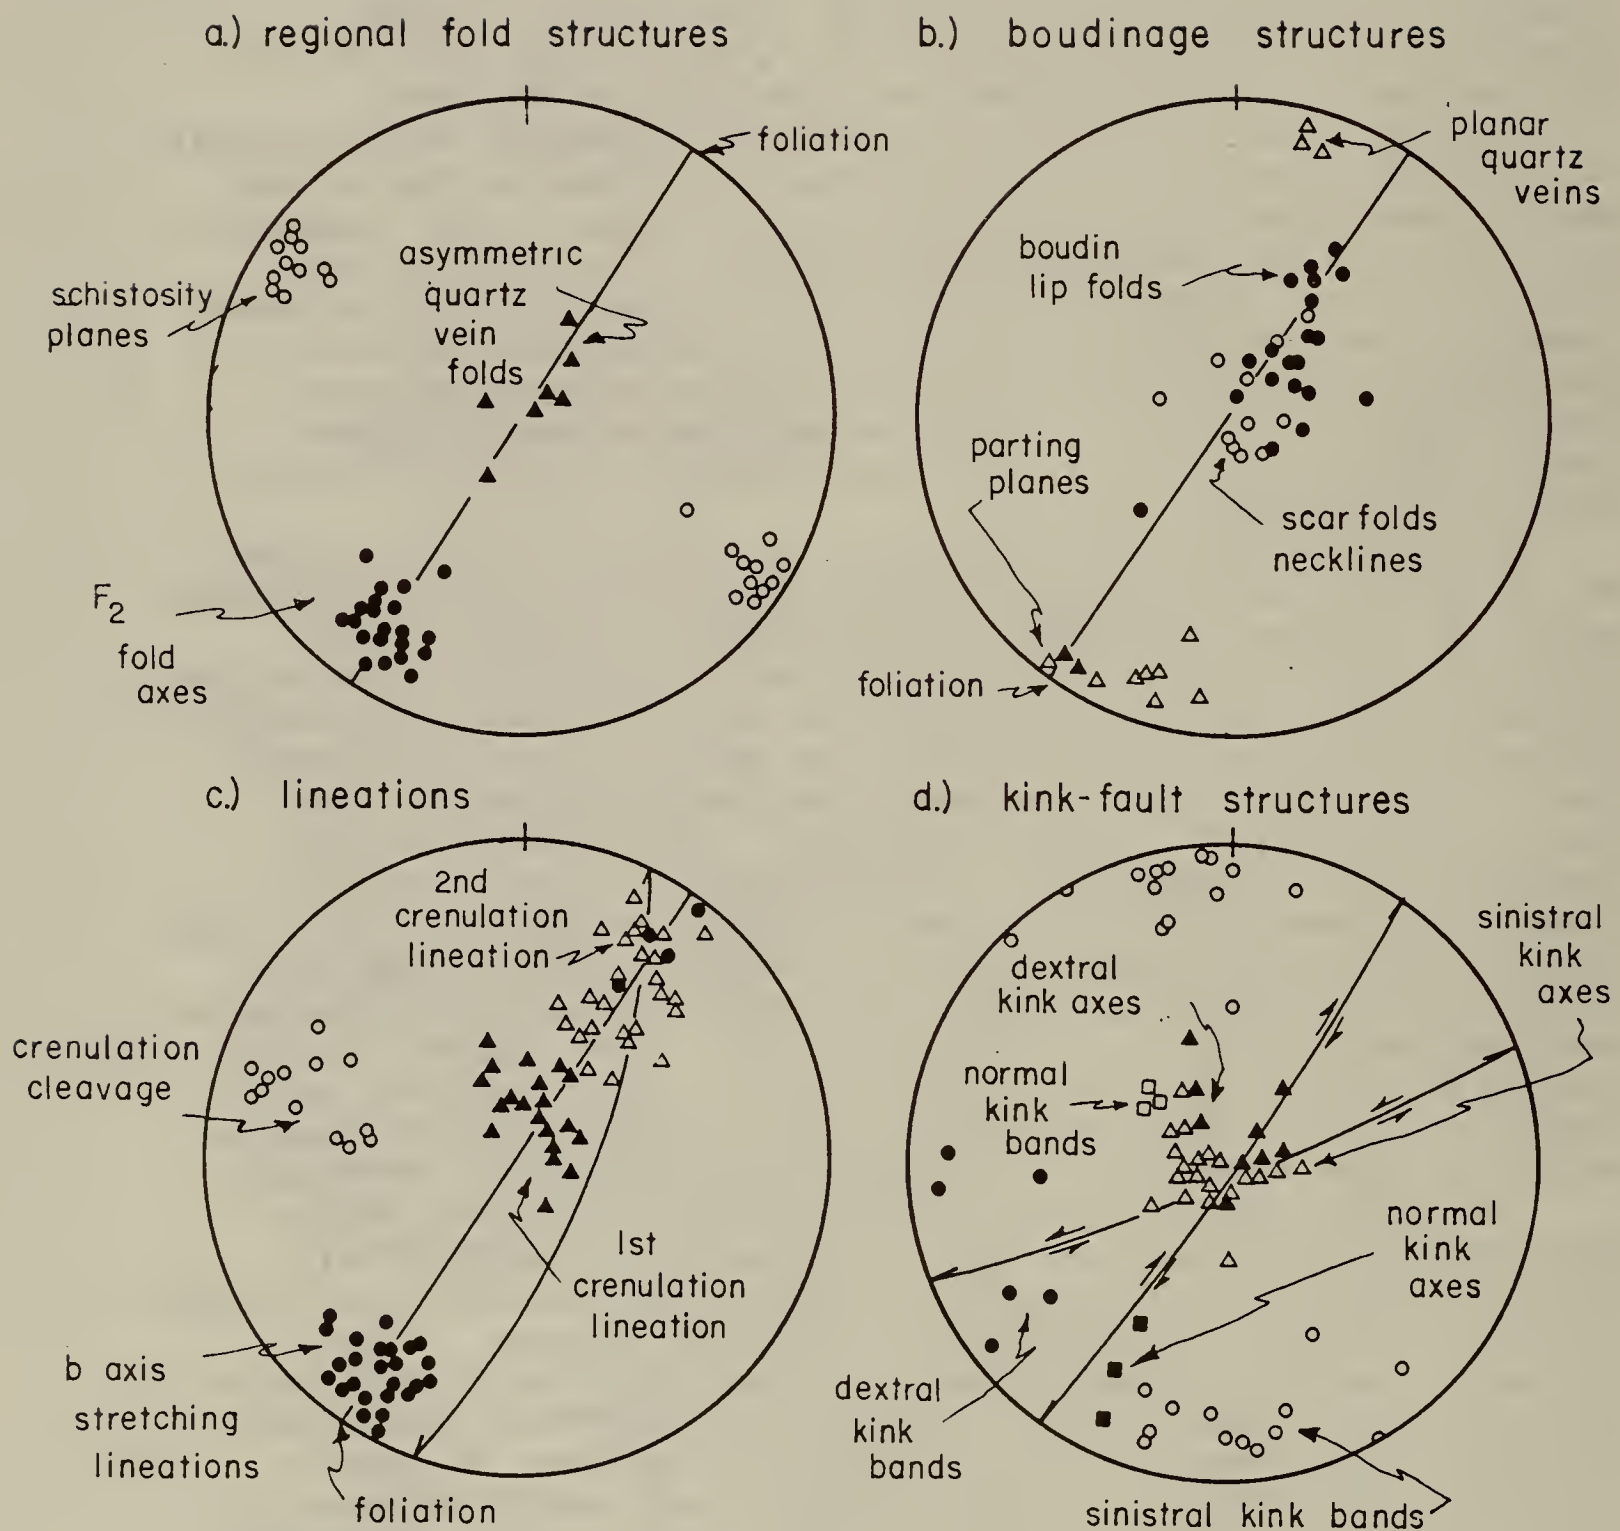 a.) regional fold structures
foliation
asymmetric
quartz
vein
folds
schistosity
planes
F2
fold
axes
b.) boudinage structures
planar
quartz
veins
boudin
lip folds
parting
planes
scar folds
necklines
foliation
c.) lineations
2nd
crenulation
lineation
crenulation
cleavage
1st
crenulation
lineation
b axis
stretching
lineations
foliation
d.) kink-fault structures
sinistral
kink
axes
dextral
kink axes
normal
kink
bands
normal
kink
axes
dextral
kink
bands
sinistral kink bands